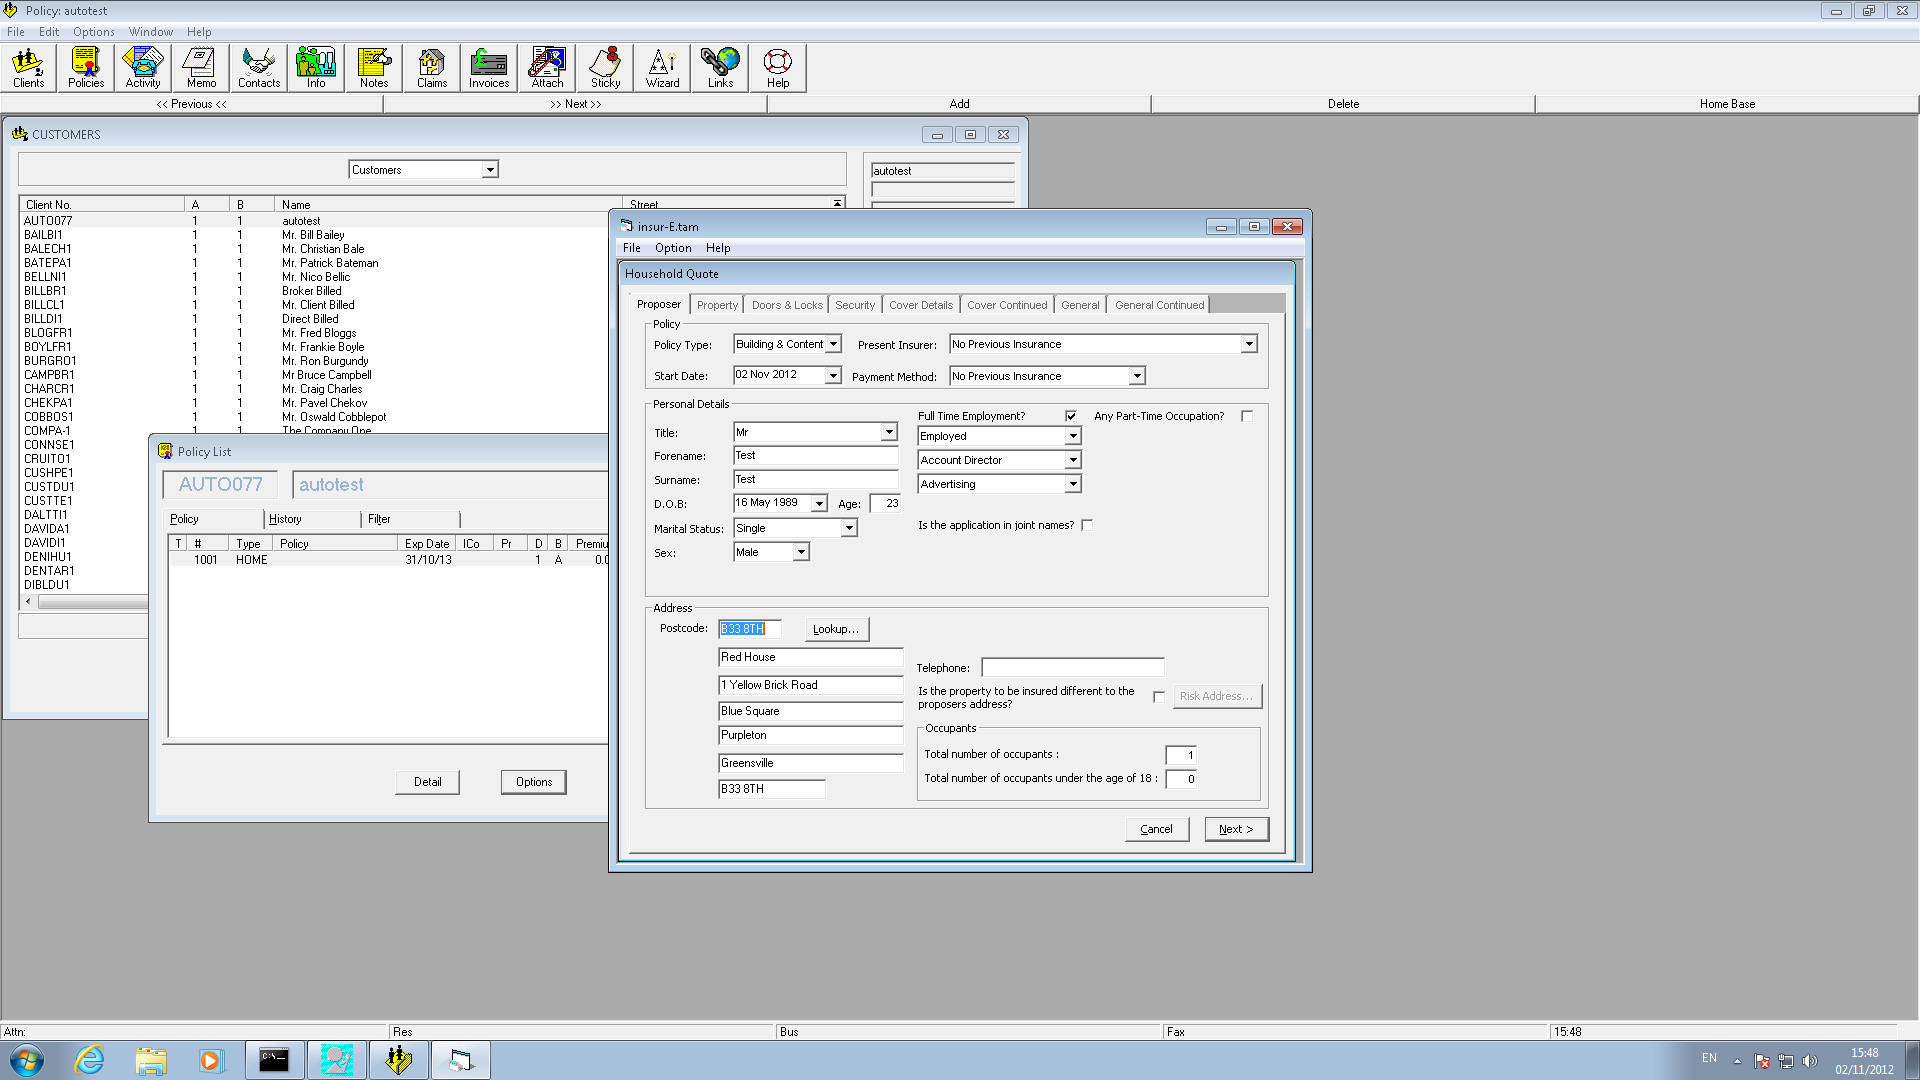 Policy: autotest
File Edit Options Window Help
Clients Policies Activity Memo Contacts Info Notes Claims Invoices Attach Sticky Wizard Links Help
<< Previous << >> Next >> Add Delete Home Base
CUSTOMERS
Customers
autotest
Client No. A B Name Street
AUTO077 1 1 autotest
BAILBI1 1 1 Mr. Bill Bailey
BALECH1 1 1 Mr. Christian Bale
BATEPA1 1 1 Mr. Patrick Bateman
BELLNI1 1 1 Mr. Nico Bellic
BILLBR1 1 1 Broker Billed
BILLCL1 1 1 Mr. Client Billed
BILLDI1 1 1 Direct Billed
BLOGFR1 1 1 Mr. Fred Bloggs
BOYLFR1 1 1 Mr. Frankie Boyle
BURGRO1 1 1 Mr. Ron Burgundy
CAMPBR1 1 1 Mr Bruce Campbell
CHARCR1 1 1 Mr. Craig Charles
CHEKPA1 1 1 Mr. Pavel Chekov
COBBOS1 1 1 Mr. Oswald Cobblepot
COMPA-1 1 1 The Company One
CONNSE1
CRUITO1
CUSHPE1
CUSTDU1
CUSTTE1
DALTTI1
DAVIDA1
DAVIDI1
DENIHU1
DENTAR1
DIBLDU1
Policy List
AUTO077 autotest
Policy History Filter
T # Type Policy Exp Date ICo Pr D B Premiu
1001 HOME 31/10/13 1 A 0.0
Detail Options
insur-E.tam
File Option Help
Household Quote
Proposer Property Doors & Locks Security Cover Details Cover Continued General General Continued
Policy
Policy Type: Building & Content Present Insurer: No Previous Insurance
Start Date: 02 Nov 2012 Payment Method: No Previous Insurance
Personal Details
Full Time Employment? Any Part-Time Occupation?
Title: Mr Employed
Forename: Test Account Director
Surname: Test Advertising
D.O.B: 16 May 1989 Age: 23
Marital Status: Single Is the application in joint names?
Sex: Male
Address
Postcode: B33 8TH Lookup...
Red House
1 Yellow Brick Road
Blue Square
Purpleton
Greensville
B33 8TH
Telephone:
Is the property to be insured different to the
proposers address?
Risk Address...
Occupants
Total number of occupants : 1
Total number of occupants under the age of 18 : 0
Cancel Next >
Attn: Res Bus Fax 15:48
C:\_
EN 15:48
02/11/2012